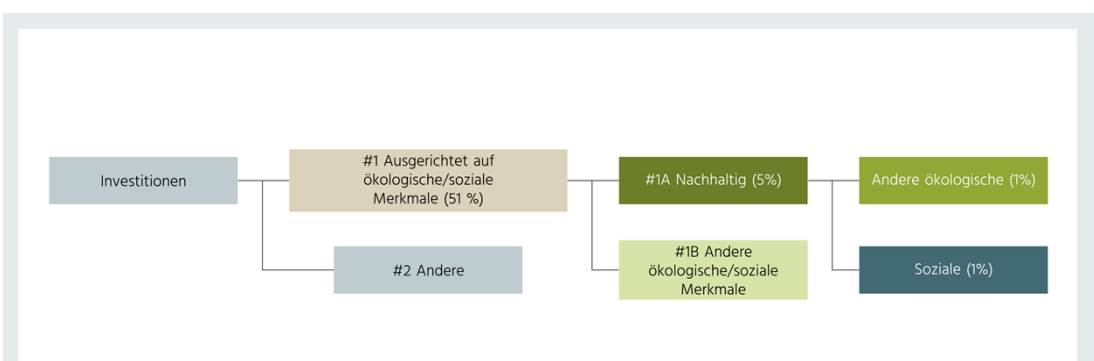 Investitionen
#1 Ausgerichtet auf
ökologische/soziale
Merkmale (51 %)
#1A Nachhaltig (5%)
Andere ökologische (1%)
#2 Andere
#1B Andere
ökologische/soziale
Merkmale
Soziale (1%)